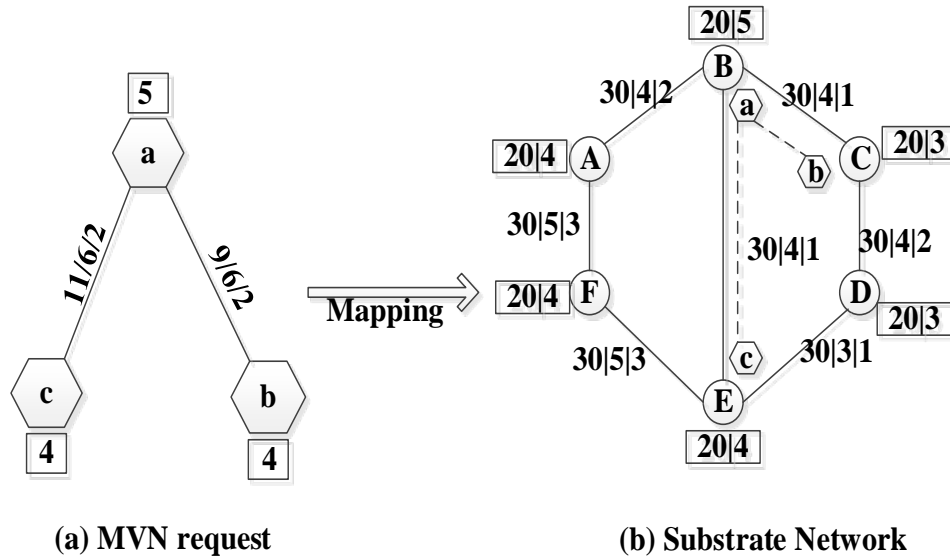 5
a
11/6/2
9/6/2
c
b
4
4
Mapping
20|5
B
30|4|2
a
30|4|1
20|4
A
b
C
20|3
30|5|3
30|4|1
30|4|2
20|4
F
D
20|3
30|5|3
c
30|3|1
E
20|4
(a) MVN request
(b) Substrate Network